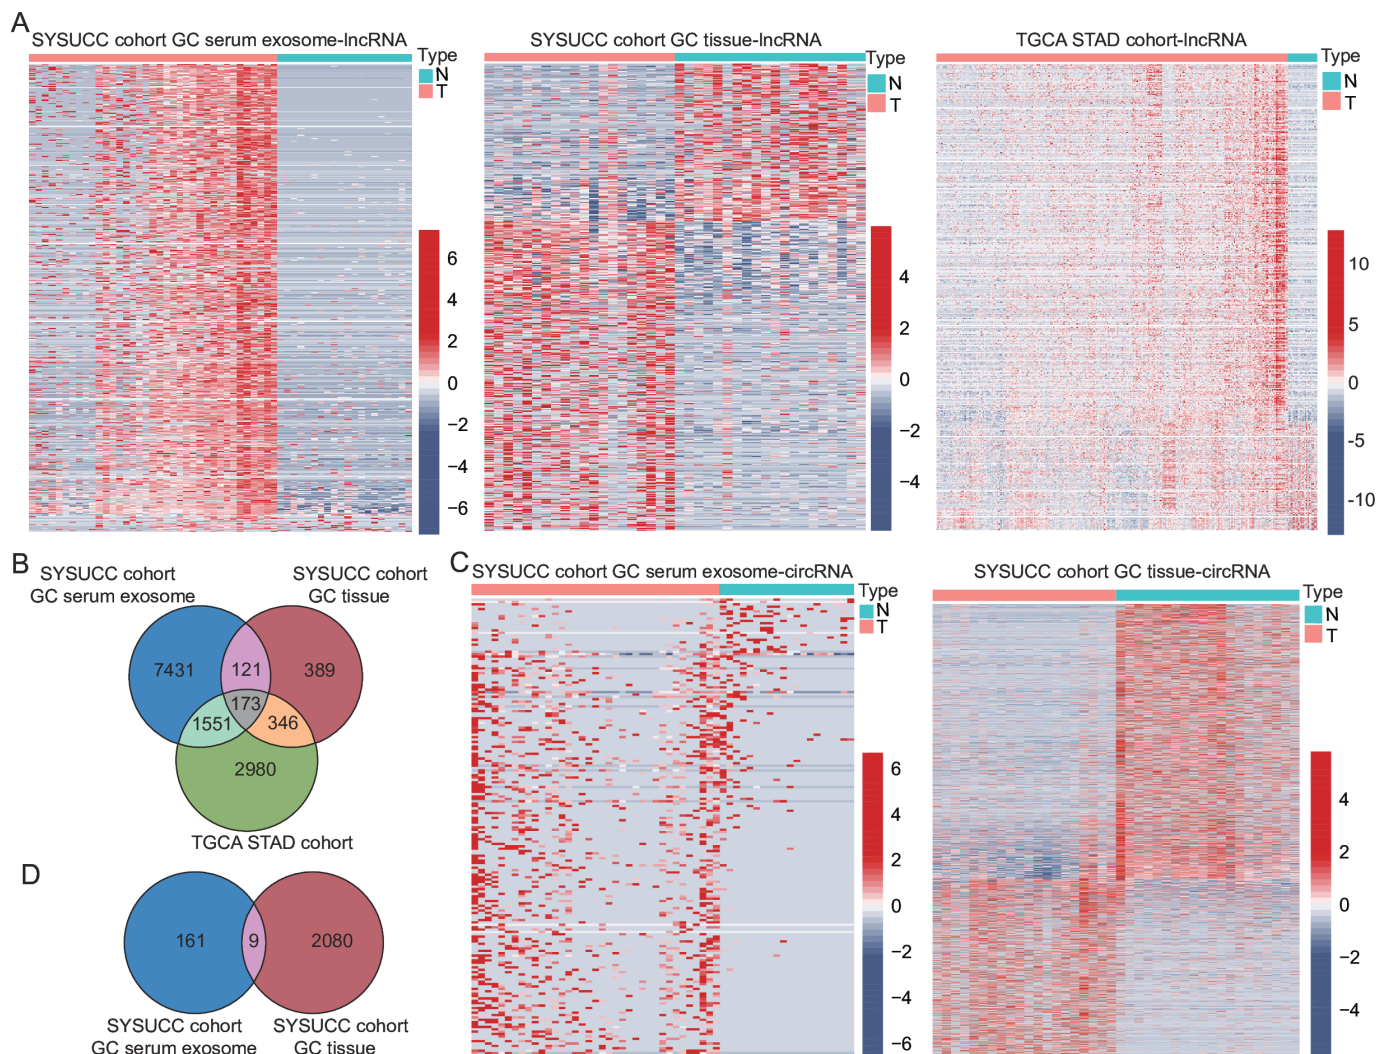 A
SYSUCC cohort GC serum exosome-lncRNA
Type
N
T
6
4
2
0
−2
−4
−6
SYSUCC cohort GC tissue-lncRNA
Type
N
T
4
2
0
−2
−4
TGCA STAD cohort-lncRNA
Type
N
T
10
5
0
-5
-10
B
SYSUCC cohort
GC serum exosome
SYSUCC cohort
GC tissue
7431
121
389
173
1551
346
2980
TGCA STAD cohort
C
SYSUCC cohort GC serum exosome-circRNA
Type
N
T
6
4
2
0
−2
−4
−6
SYSUCC cohort GC tissue-circRNA
Type
N
T
4
2
0
−2
−4
D
161
9
2080
SYSUCC cohort
GC serum exosome
SYSUCC cohort
GC tissue